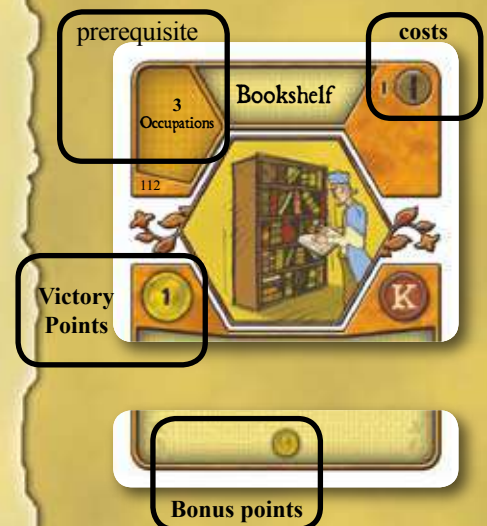 prerequisite
costs
3
Occupations
Bookshelf
1
112
Victory
Points
1
K
Bonus points